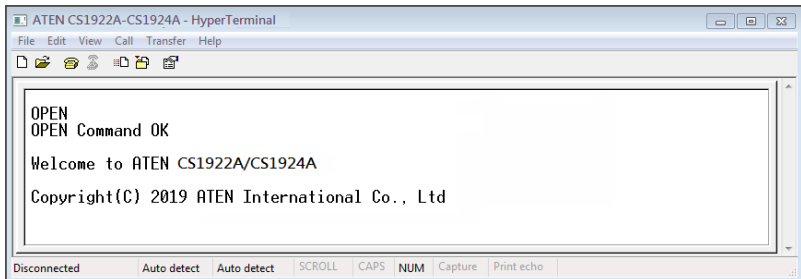 ATEN CS1922A-CS1924A - HyperTerminal
File Edit View Call Transfer Help
OPEN
OPEN Command OK
Welcome to ATEN CS1922A/CS1924A
Copyright(C) 2019 ATEN International Co., Ltd
Disconnected Auto detect Auto detect SCROLL CAPS NUM Capture Print echo